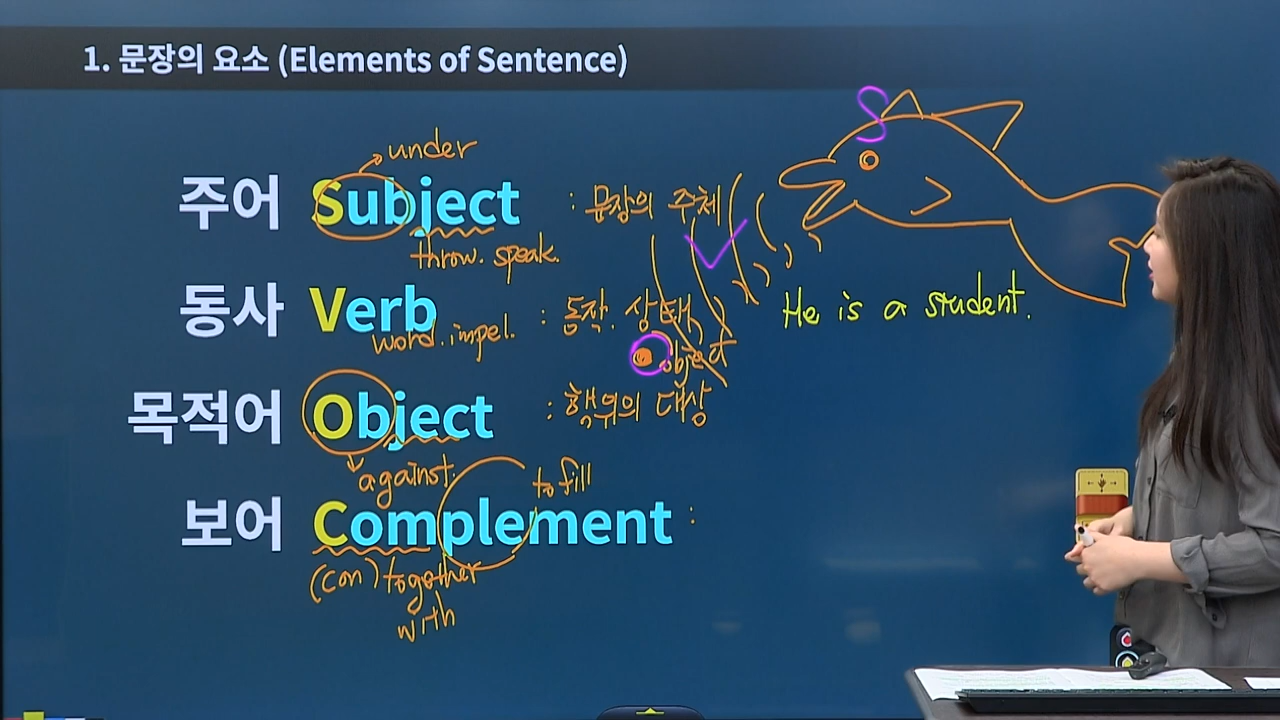 1. 문장의 요소 (Elements of Sentence)
under
주어 Subject : 문장의 주체
S
throw. speak.
동사 Verb : 동작. 상태
word. impel.
He is a student.
object
목적어 Object : 행위의 대상
against.
to fill
보어 Complement :
(con) together
with